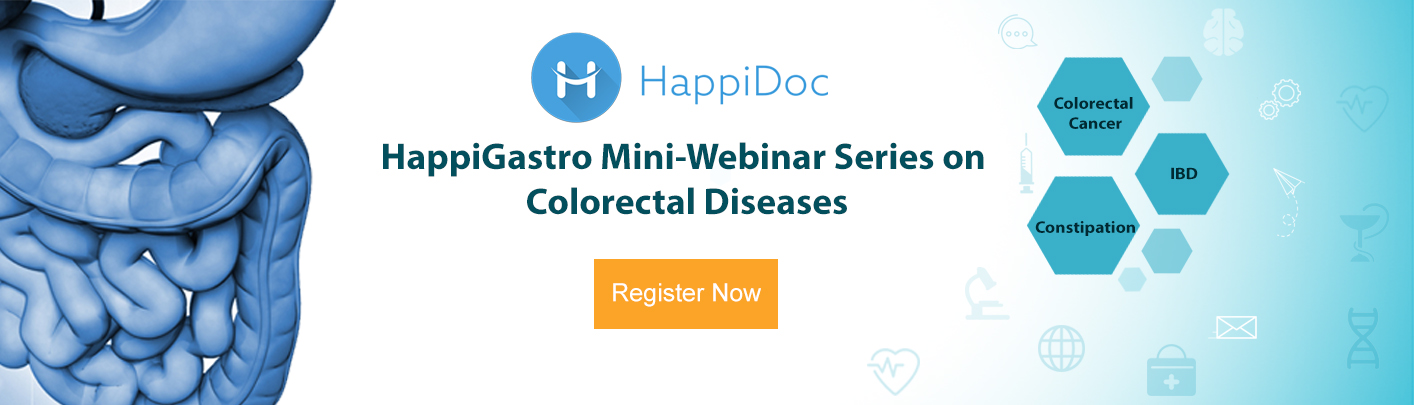 HappiDoc
HappiGastro Mini-Webinar Series on
Colorectal Diseases
Register Now
Colorectal
Cancer
IBD
Constipation